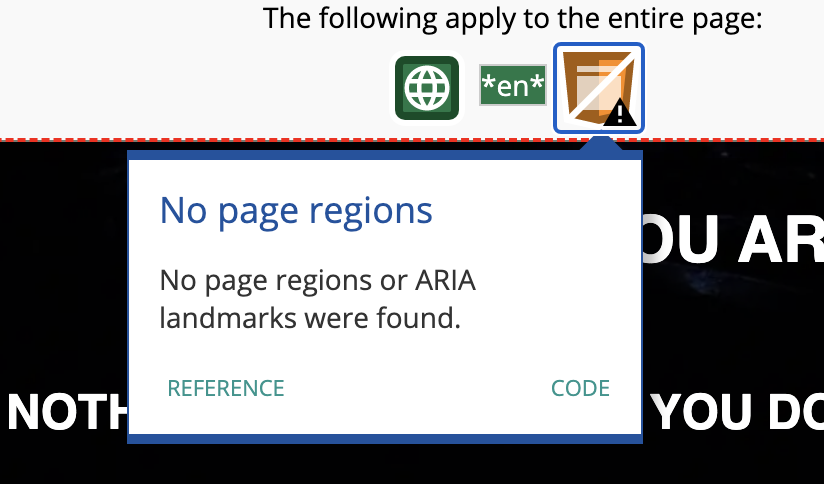 The following apply to the entire page:
*en*
No page regions
OU AR
No page regions or ARIA
landmarks were found.
REFERENCE
CODE
NOTH
YOU DO